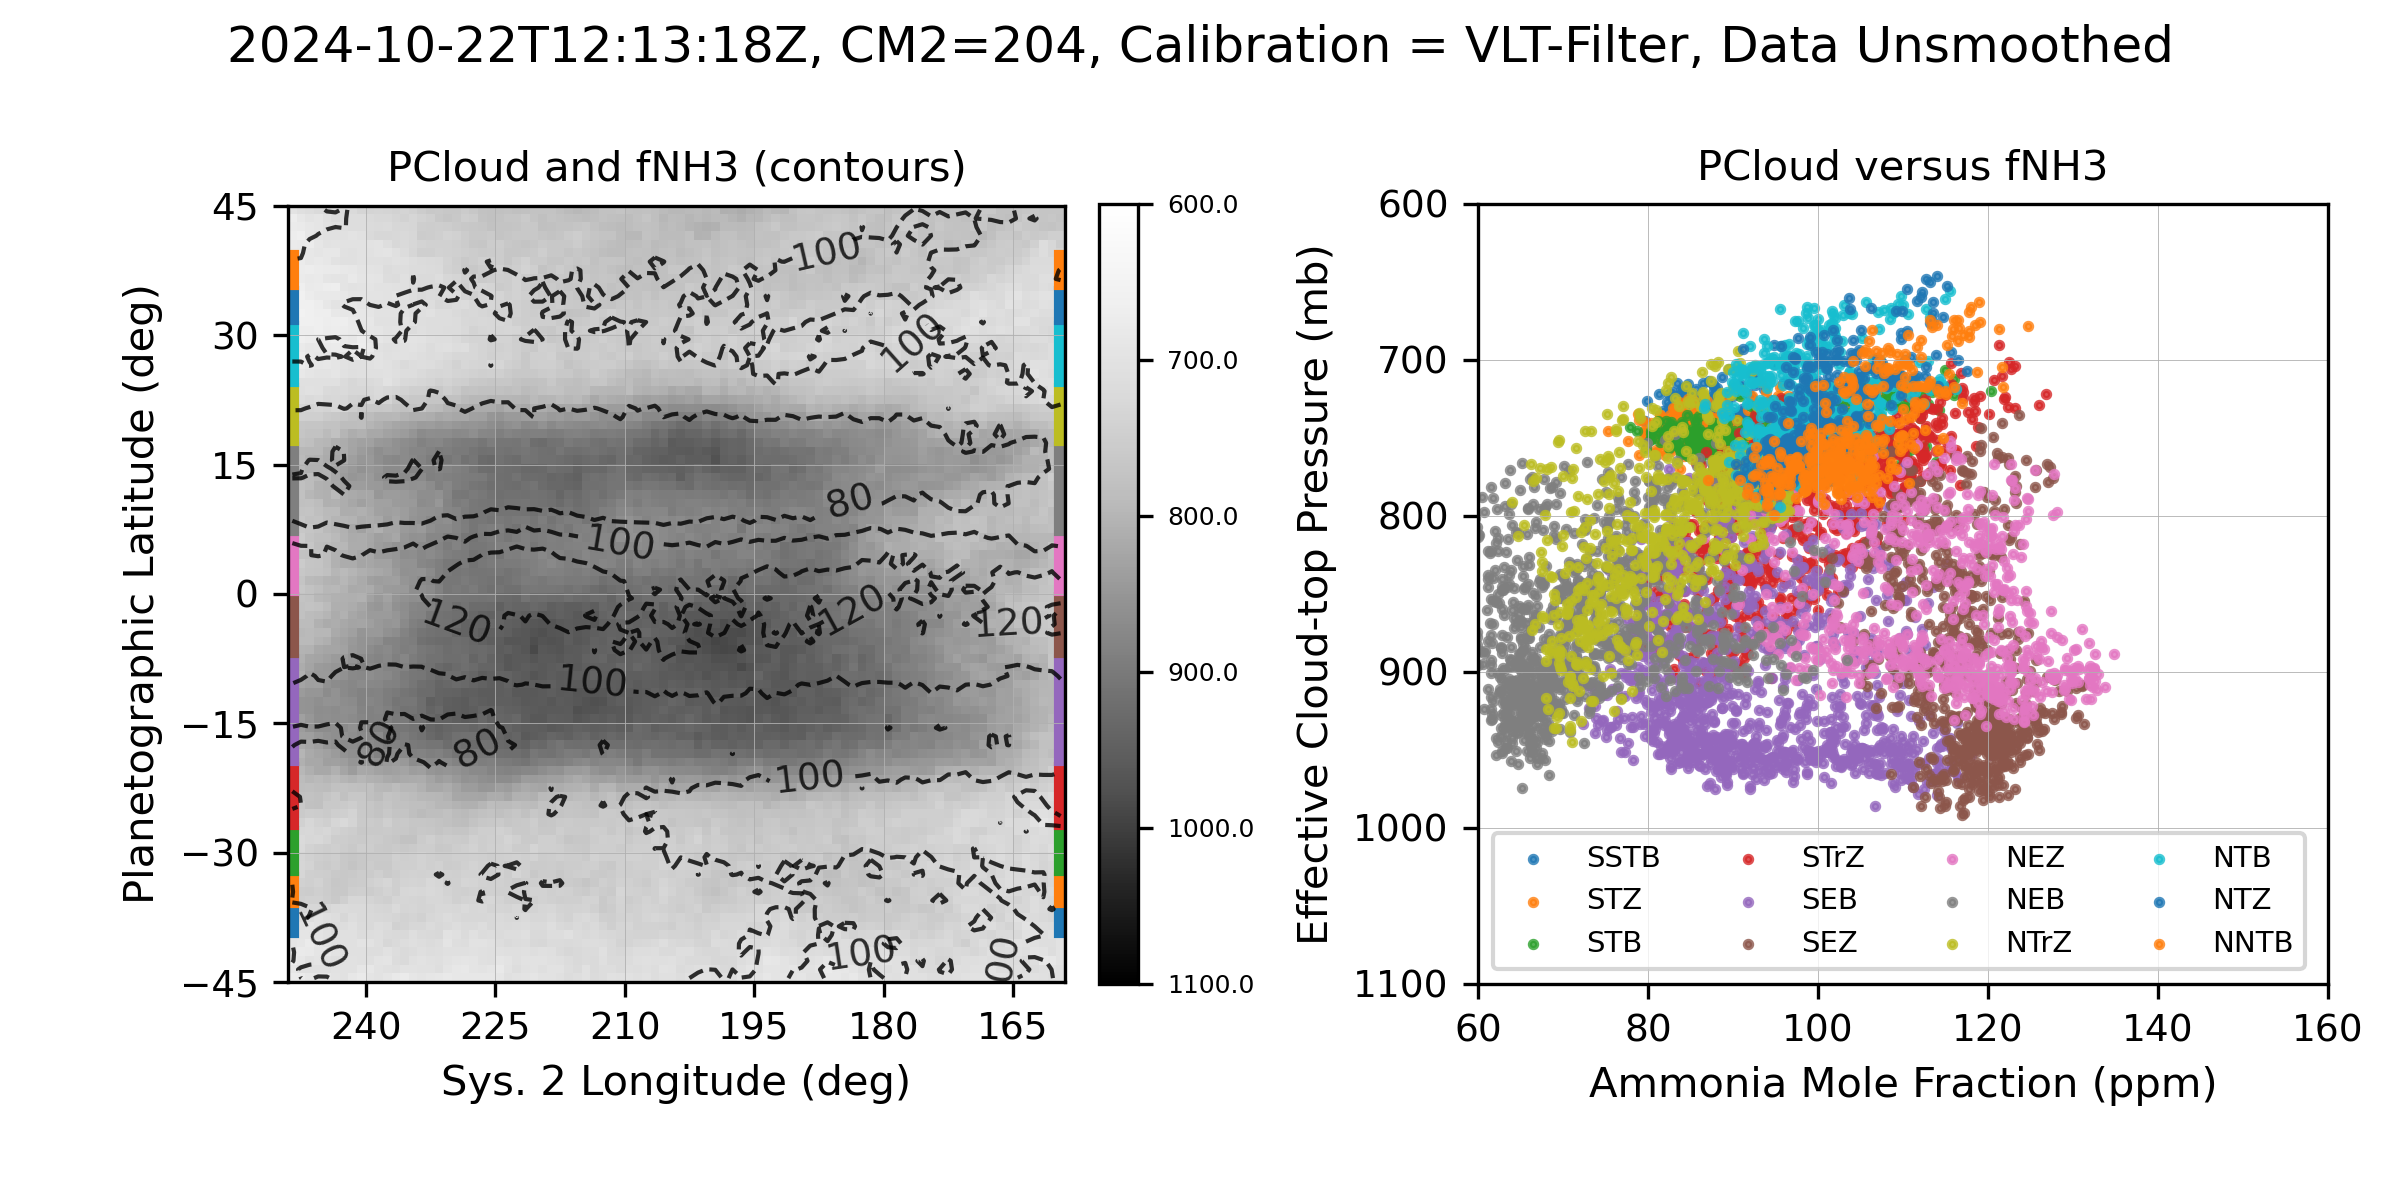 2024-10-22T12:13:18Z, CM2=204, Calibration = VLT-Filter, Data Unsmoothed
PCloud and fNH3 (contours)
Planetographic Latitude (deg)
45
30
15
0
−15
−30
−45
240
225
210
195
180
165
Sys. 2 Longitude (deg)
100
100
80
100
120
120
120
100
80
80
100
100
100
00
600.0
700.0
800.0
900.0
1000.0
1100.0
PCloud versus fNH3
Effective Cloud-top Pressure (mb)
600
700
800
900
1000
1100
SSTB
STZ
STB
STrZ
SEB
SEZ
NEZ
NEB
NTrZ
NTB
NTZ
NNTB
60
80
100
120
140
160
Ammonia Mole Fraction (ppm)